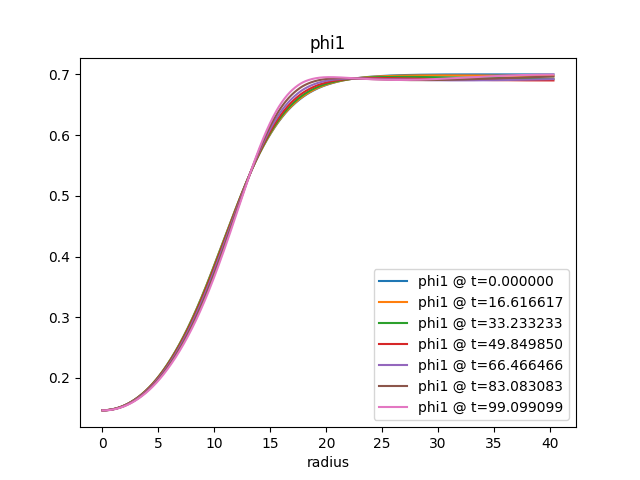 phi1
0.7
0.6
0.5
0.4
0.3
0.2
phi1 @ t=0.000000
phi1 @ t=16.616617
phi1 @ t=33.233233
phi1 @ t=49.849850
phi1 @ t=66.466466
phi1 @ t=83.083083
phi1 @ t=99.099099
0 5 10 15 20 25 30 35 40
radius